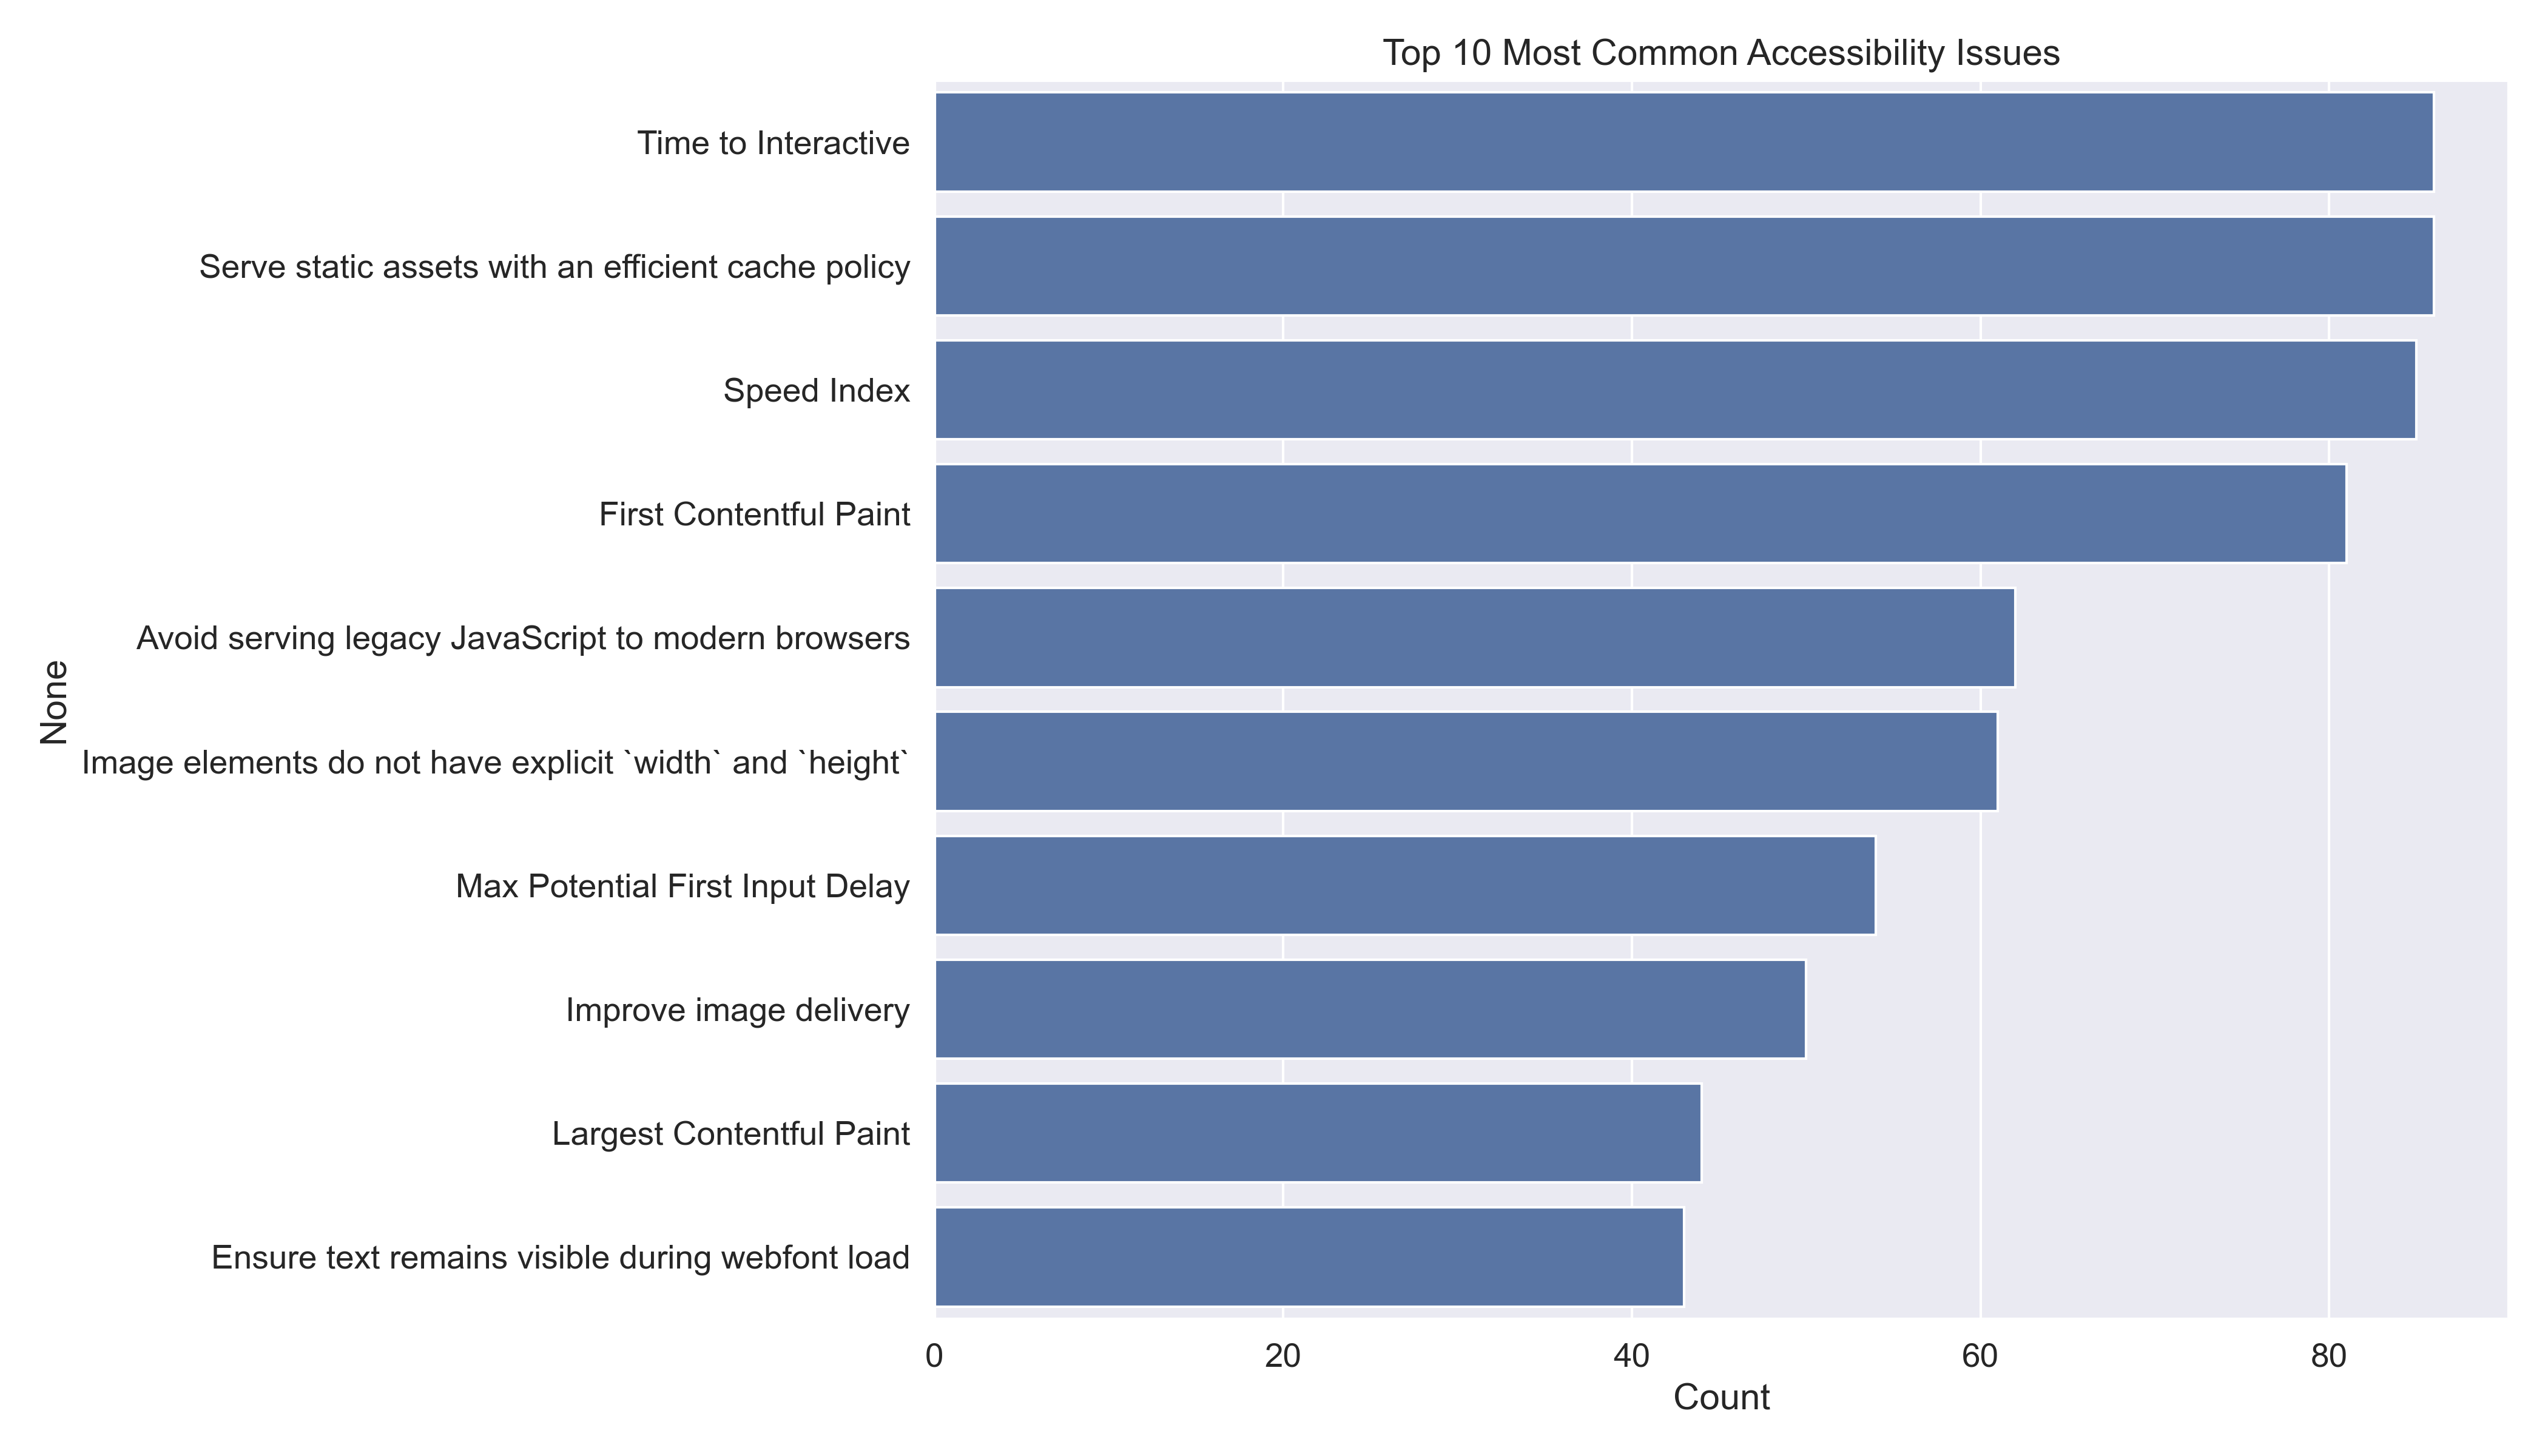 Top 10 Most Common Accessibility Issues
Time to Interactive
Serve static assets with an efficient cache policy
Speed Index
First Contentful Paint
Avoid serving legacy JavaScript to modern browsers
None
Image elements do not have explicit `width` and `height`
Max Potential First Input Delay
Improve image delivery
Largest Contentful Paint
Ensure text remains visible during webfont load
0 20 40 60 80
Count